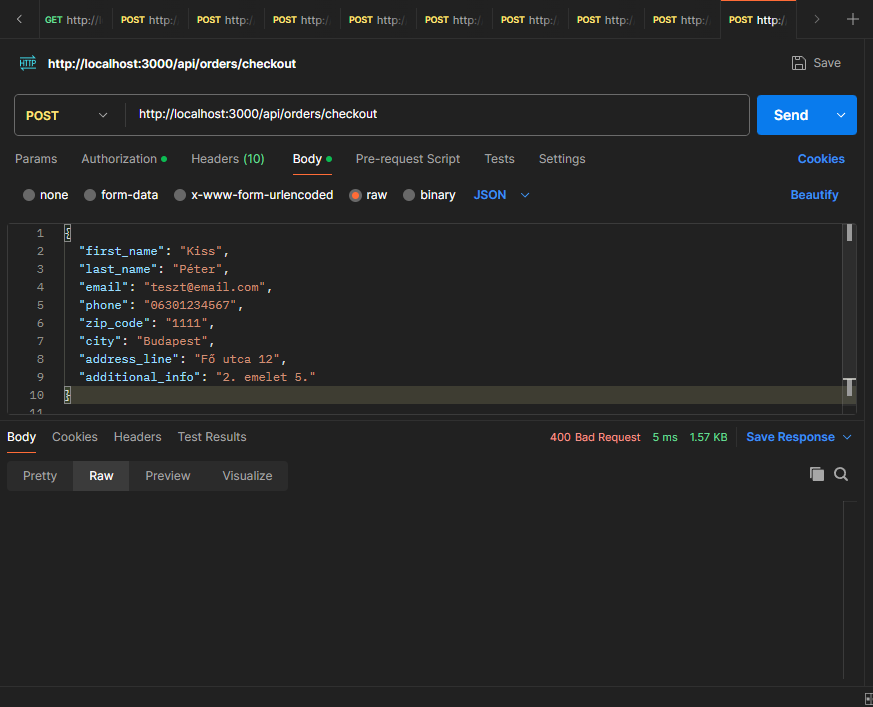 GET http://l POST http:/ POST http:/ POST http:/ POST http:/ POST http:/ POST http:/ POST http:/ POST http:/ POST http:/
HTTP http://localhost:3000/api/orders/checkout Save
POST http://localhost:3000/api/orders/checkout Send
Params Authorization Headers (10) Body Pre-request Script Tests Settings Cookies
none form-data x-www-form-urlencoded raw binary JSON Beautify
1 {
2 "first_name": "Kiss",
3 "last_name": "Péter",
4 "email": "teszt@email.com",
5 "phone": "06301234567",
6 "zip_code": "1111",
7 "city": "Budapest",
8 "address_line": "Fő utca 12",
9 "additional_info": "2. emelet 5."
10 }
11
Body Cookies Headers Test Results 400 Bad Request 5 ms 1.57 KB Save Response
Pretty Raw Preview Visualize